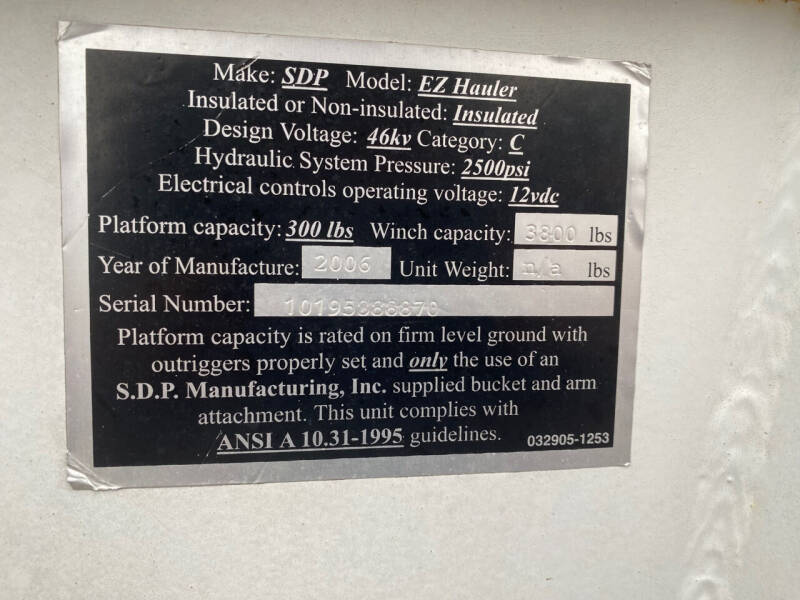 Make: SDP Model: EZ Hauler
Insulated or Non-insulated: Insulated
Design Voltage: 46kv Category: C
Hydraulic System Pressure: 2500psi
Electrical controls operating voltage: 12vdc
Platform capacity: 300 lbs Winch capacity: 3800 lbs
Year of Manufacture: 2006 Unit Weight: n/a lbs
Serial Number:
Platform capacity is rated on firm level ground with
outriggers properly set and only the use of an
S.D.P. Manufacturing, Inc. supplied bucket and arm
attachment. This unit complies with
ANSI A 10.31-1995 guidelines. 032905-1253